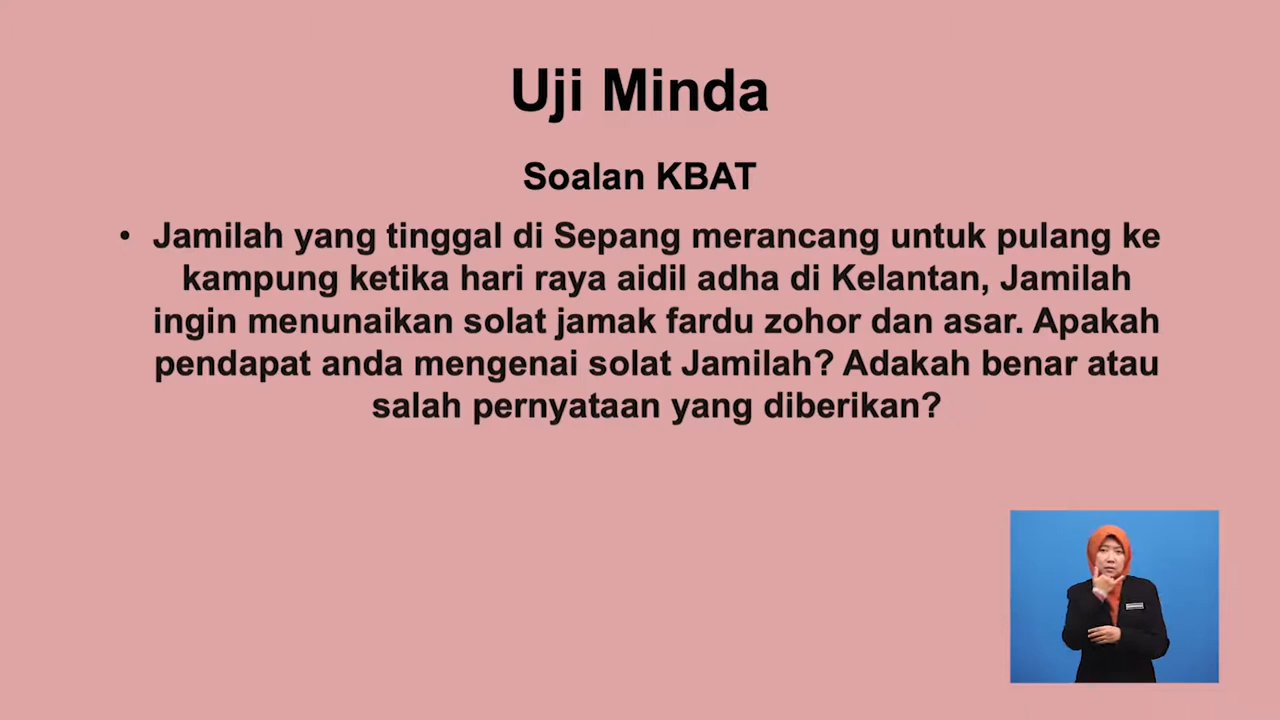 Uji Minda
Soalan KBAT
• Jamilah yang tinggal di Sepang merancang untuk pulang ke
kampung ketika hari raya aidil adha di Kelantan, Jamilah
ingin menunaikan solat jamak fardu zohor dan asar. Apakah
pendapat anda mengenai solat Jamilah? Adakah benar atau
salah pernyataan yang diberikan?